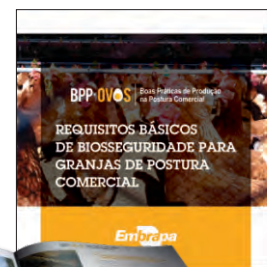 BPP-OVOS
Boas Práticas de Produção
na Postura Comercial
REQUISITOS BÁSICOS
DE BIOSSEGURIDADE PARA
GRANJAS DE POSTURA
COMERCIAL
Embrapa